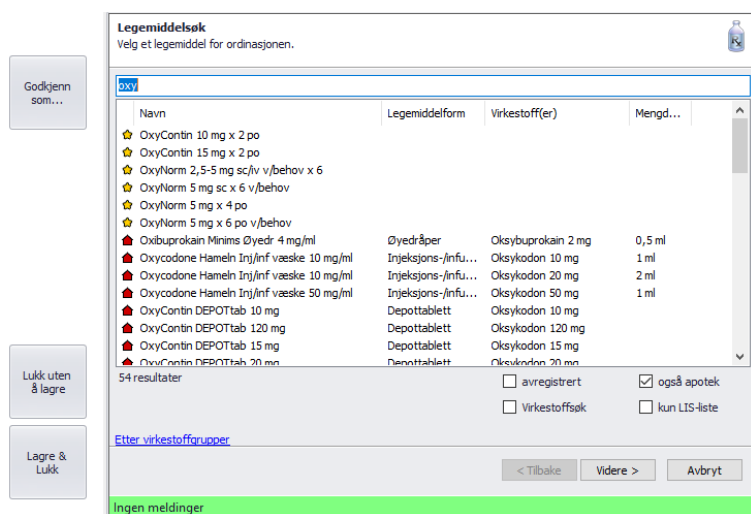 Legemiddelsøk
Velg et legemiddel for ordinasjonen.
Godkjenn
som...
oxy
Navn Legemiddelform Virkestoff(er) Mengd...
OxyContin 10 mg x 2 po
OxyContin 15 mg x 2 po
OxyNorm 2,5-5 mg sc/iv v/behov x 6
OxyNorm 5 mg sc x 6 v/behov
OxyNorm 5 mg x 4 po
OxyNorm 5 mg x 6 po v/behov
Oxibuprokain Minims Øyedr 4 mg/ml Øyedråper Oksybuprokain 2 mg 0,5 ml
Oxycodone Hameln Inj/inf væske 10 mg/ml Injeksjons-/infu... Oksykodon 10 mg 1 ml
Oxycodone Hameln Inj/inf væske 10 mg/ml Injeksjons-/infu... Oksykodon 20 mg 2 ml
Oxycodone Hameln Inj/inf væske 50 mg/ml Injeksjons-/infu... Oksykodon 50 mg 1 ml
OxyContin DEPOTtab 10 mg Depottablett Oksykodon 10 mg
OxyContin DEPOTtab 120 mg Depottablett Oksykodon 120 mg
OxyContin DEPOTtab 15 mg Depottablett Oksykodon 15 mg
OxyContin DEPOTtab 20 mg Depottablett Oksykodon 20 mg
54 resultater
avregistrert
også apotek
Virkestoffsøk
kun LIS-liste
Lukk uten
å lagre
Etter virkestoffgrupper
Lagre &
Lukk
< Tilbake
Videre >
Avbryt
Ingen meldinger